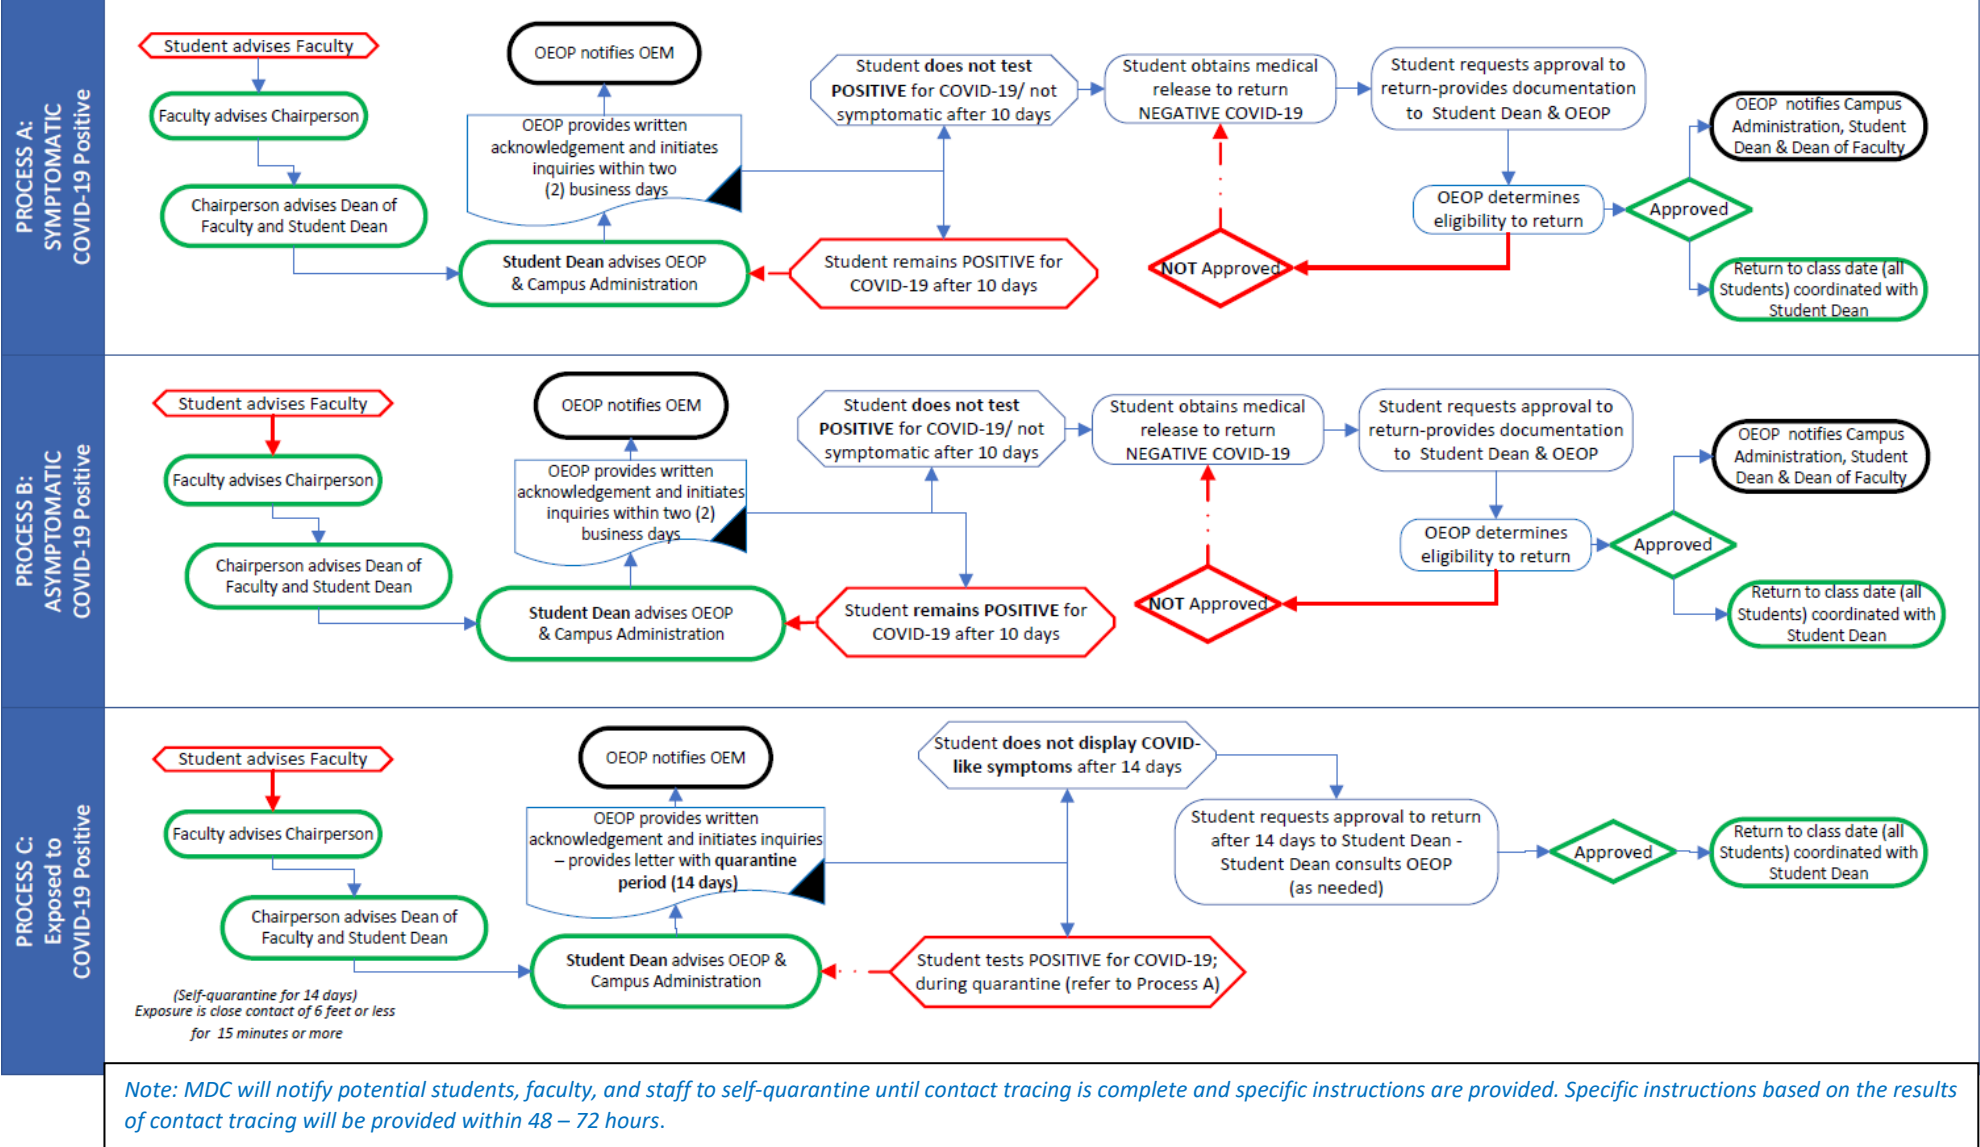 PROCESS A:
SYMPTOMATIC
COVID-19 Positive
Student advises Faculty
Faculty advises Chairperson
Chairperson advises Dean of
Faculty and Student Dean
OEOP notifies OEM
OEOP provides written
acknowledgement and initiates
inquiries within two
(2) business days
Student Dean advises OEOP
& Campus Administration
Student does not test
POSITIVE for COVID-19/ not
symptomatic after 10 days
Student remains POSITIVE for
COVID-19 after 10 days
Student obtains medical
release to return
NEGATIVE COVID-19
NOT Approved
Student requests approval to
return-provides documentation
to Student Dean & OEOP
OEOP determines
eligibility to return
Approved
OEOP notifies Campus
Administration, Student
Dean & Dean of Faculty
Return to class date (all
Students) coordinated with
Student Dean
PROCESS B:
ASYMPTOMATIC
COVID-19 Positive
Student advises Faculty
Faculty advises Chairperson
Chairperson advises Dean of
Faculty and Student Dean
OEOP notifies OEM
OEOP provides written
acknowledgement and initiates
inquiries within two (2)
business days
Student Dean advises OEOP
& Campus Administration
Student does not test
POSITIVE for COVID-19/ not
symptomatic after 10 days
Student remains POSITIVE for
COVID-19 after 10 days
Student obtains medical
release to return
NEGATIVE COVID-19
NOT Approved
Student requests approval to
return-provides documentation
to Student Dean & OEOP
OEOP determines
eligibility to return
Approved
OEOP notifies Campus
Administration, Student
Dean & Dean of Faculty
Return to class date (all
Students) coordinated with
Student Dean
PROCESS C:
Exposed to
COVID-19 Positive
Student advises Faculty
Faculty advises Chairperson
Chairperson advises Dean of
Faculty and Student Dean
(Self-quarantine for 14 days)
Exposure is close contact of 6 feet or less
for 15 minutes or more
OEOP notifies OEM
OEOP provides written
acknowledgement and initiates inquiries
– provides letter with quarantine
period (14 days)
Student Dean advises OEOP &
Campus Administration
Student does not display COVID-
like symptoms after 14 days
Student tests POSITIVE for COVID-19;
during quarantine (refer to Process A)
Student requests approval to return
after 14 days to Student Dean -
Student Dean consults OEOP
(as needed)
Approved
Return to class date (all
Students) coordinated with
Student Dean
Note: MDC will notify potential students, faculty, and staff to self-quarantine until contact tracing is complete and specific instructions are provided. Specific instructions based on the results
of contact tracing will be provided within 48 – 72 hours.